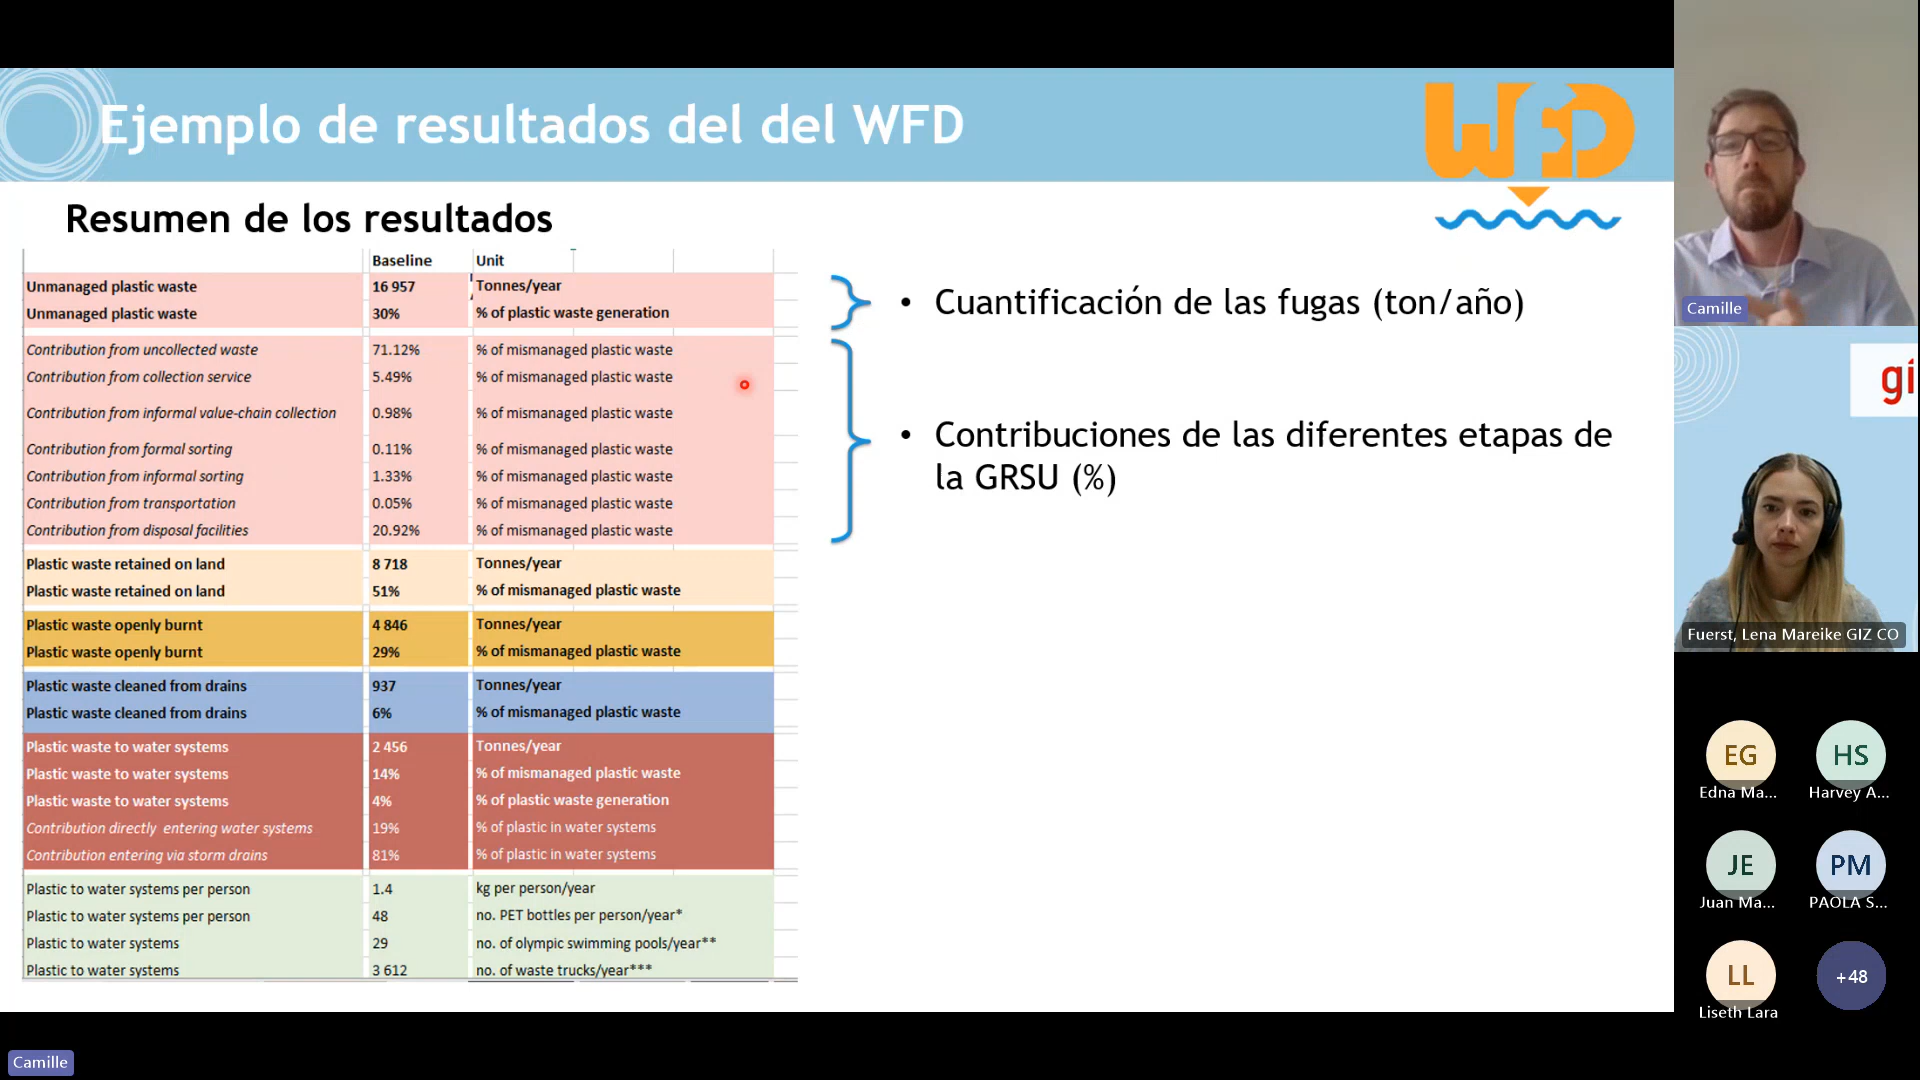 Ejemplo de resultados del del WFD
WFD
Resumen de los resultados
Baseline Unit
Unmanaged plastic waste 16 957 Tonnes/year
Unmanaged plastic waste 30% % of plastic waste generation
Contribution from uncollected waste 71.12% % of mismanaged plastic waste
Contribution from collection service 5.49% % of mismanaged plastic waste
Contribution from informal value-chain collection 0.98% % of mismanaged plastic waste
Contribution from formal sorting 0.11% % of mismanaged plastic waste
Contribution from informal sorting 1.33% % of mismanaged plastic waste
Contribution from transportation 0.05% % of mismanaged plastic waste
Contribution from disposal facilities 20.92% % of mismanaged plastic waste
Plastic waste retained on land 8 718 Tonnes/year
Plastic waste retained on land 51% % of mismanaged plastic waste
Plastic waste openly burnt 4 846 Tonnes/year
Plastic waste openly burnt 29% % of mismanaged plastic waste
Plastic waste cleaned from drains 937 Tonnes/year
Plastic waste cleaned from drains 6% % of mismanaged plastic waste
Plastic waste to water systems 2 456 Tonnes/year
Plastic waste to water systems 14% % of mismanaged plastic waste
Plastic waste to water systems 4% % of plastic waste generation
Contribution directly entering water systems 19% % of plastic in water systems
Contribution entering via storm drains 81% % of plastic in water systems
Plastic to water systems per person 1.4 kg per person/year
Plastic to water systems per person 48 no. PET bottles per person/year*
Plastic to water systems 29 no. of olympic swimming pools/year**
Plastic to water systems 3 612 no. of waste trucks/year***
• Cuantificación de las fugas (ton/año)
• Contribuciones de las diferentes etapas de
la GRSU (%)
Camille
gi
Fuerst, Lena Mareike GIZ CO
EG HS
Edna Ma... Harvey A...
JE PM
Juan Ma... PAOLA S...
LL +48
Liseth Lara
Camille